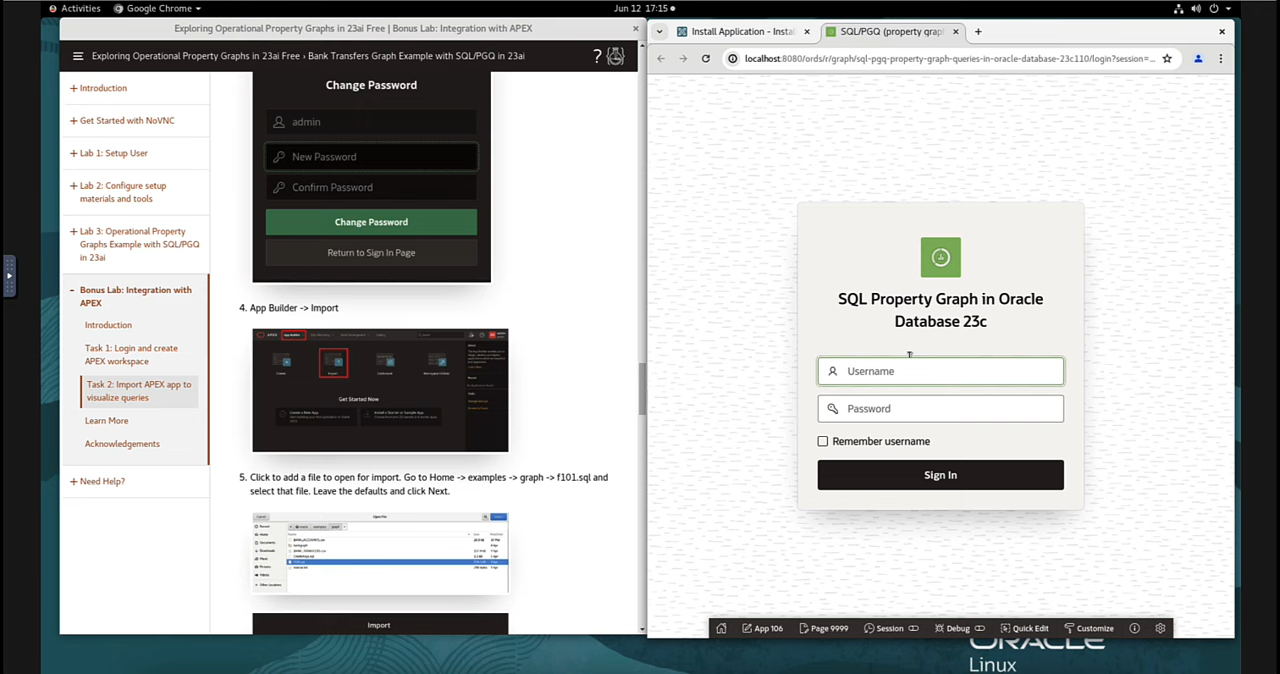 Activities
Google Chrome
Jun 12 17:15
Exploring Operational Property Graphs in 23ai Free | Bonus Lab: Integration with APEX
Exploring Operational Property Graphs in 23ai Free › Bank Transfers Graph Example with SQL/PGQ in 23ai
?
+ Introduction
+ Get Started with NoVNC
+ Lab 1: Setup User
+ Lab 2: Configure setup
materials and tools
+ Lab 3: Operational Property
Graphs Example with SQL/PGQ
in 23ai
- Bonus Lab: Integration with
APEX
Introduction
Task 1: Login and create
APEX workspace
Task 2: Import APEX app to
visualize queries
Learn More
Acknowledgements
+ Need Help?
Change Password
admin
New Password
Confirm Password
Change Password
Return to Sign In Page
4. App Builder -> Import
Get Started Now
5. Click to add a file to open for import. Go to Home -> examples -> graph -> f101.sql and
select that file. Leave the defaults and click Next.
Import
Install Application - Insta
SQL/PGQ (property grap
localhost:8080/ords/r/graph/sql-pgq-property-graph-queries-in-oracle-database-23c110/login?session=...
SQL Property Graph in Oracle
Database 23c
Username
Password
Remember username
Sign In
App 106
Page 9999
Session
Debug
Quick Edit
Customize
ORACLE
Linux